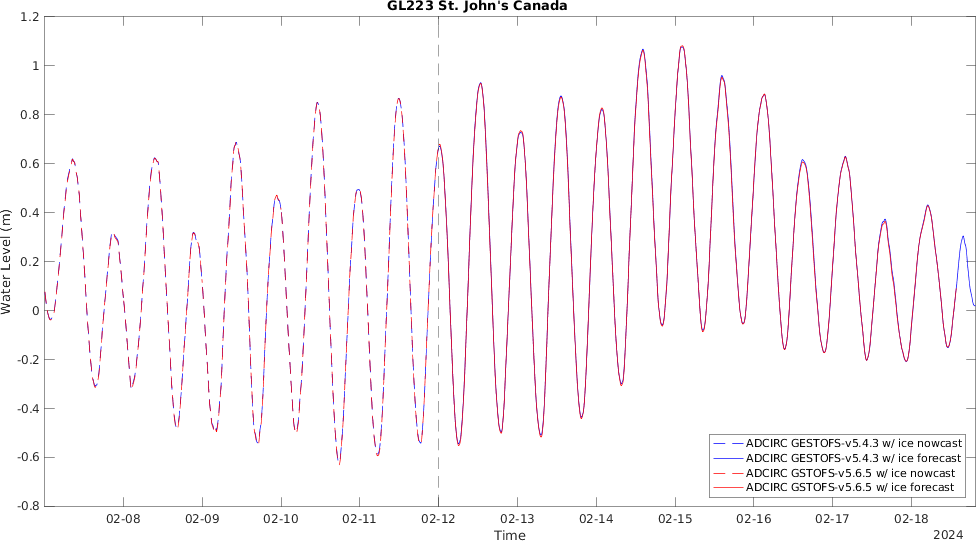 GL223 St. John's Canada
1.2
1
0.8
0.6
0.4
0.2
0
-0.2
-0.4
-0.6
-0.8
Water Level (m)
ADCIRC GESTOFS-v5.4.3 w/ ice nowcast
ADCIRC GESTOFS-v5.4.3 w/ ice forecast
ADCIRC GSTOFS-v5.6.5 w/ ice nowcast
ADCIRC GSTOFS-v5.6.5 w/ ice forecast
02-08 02-09 02-10 02-11 02-12 02-13 02-14 02-15 02-16 02-17 02-18
Time
2024